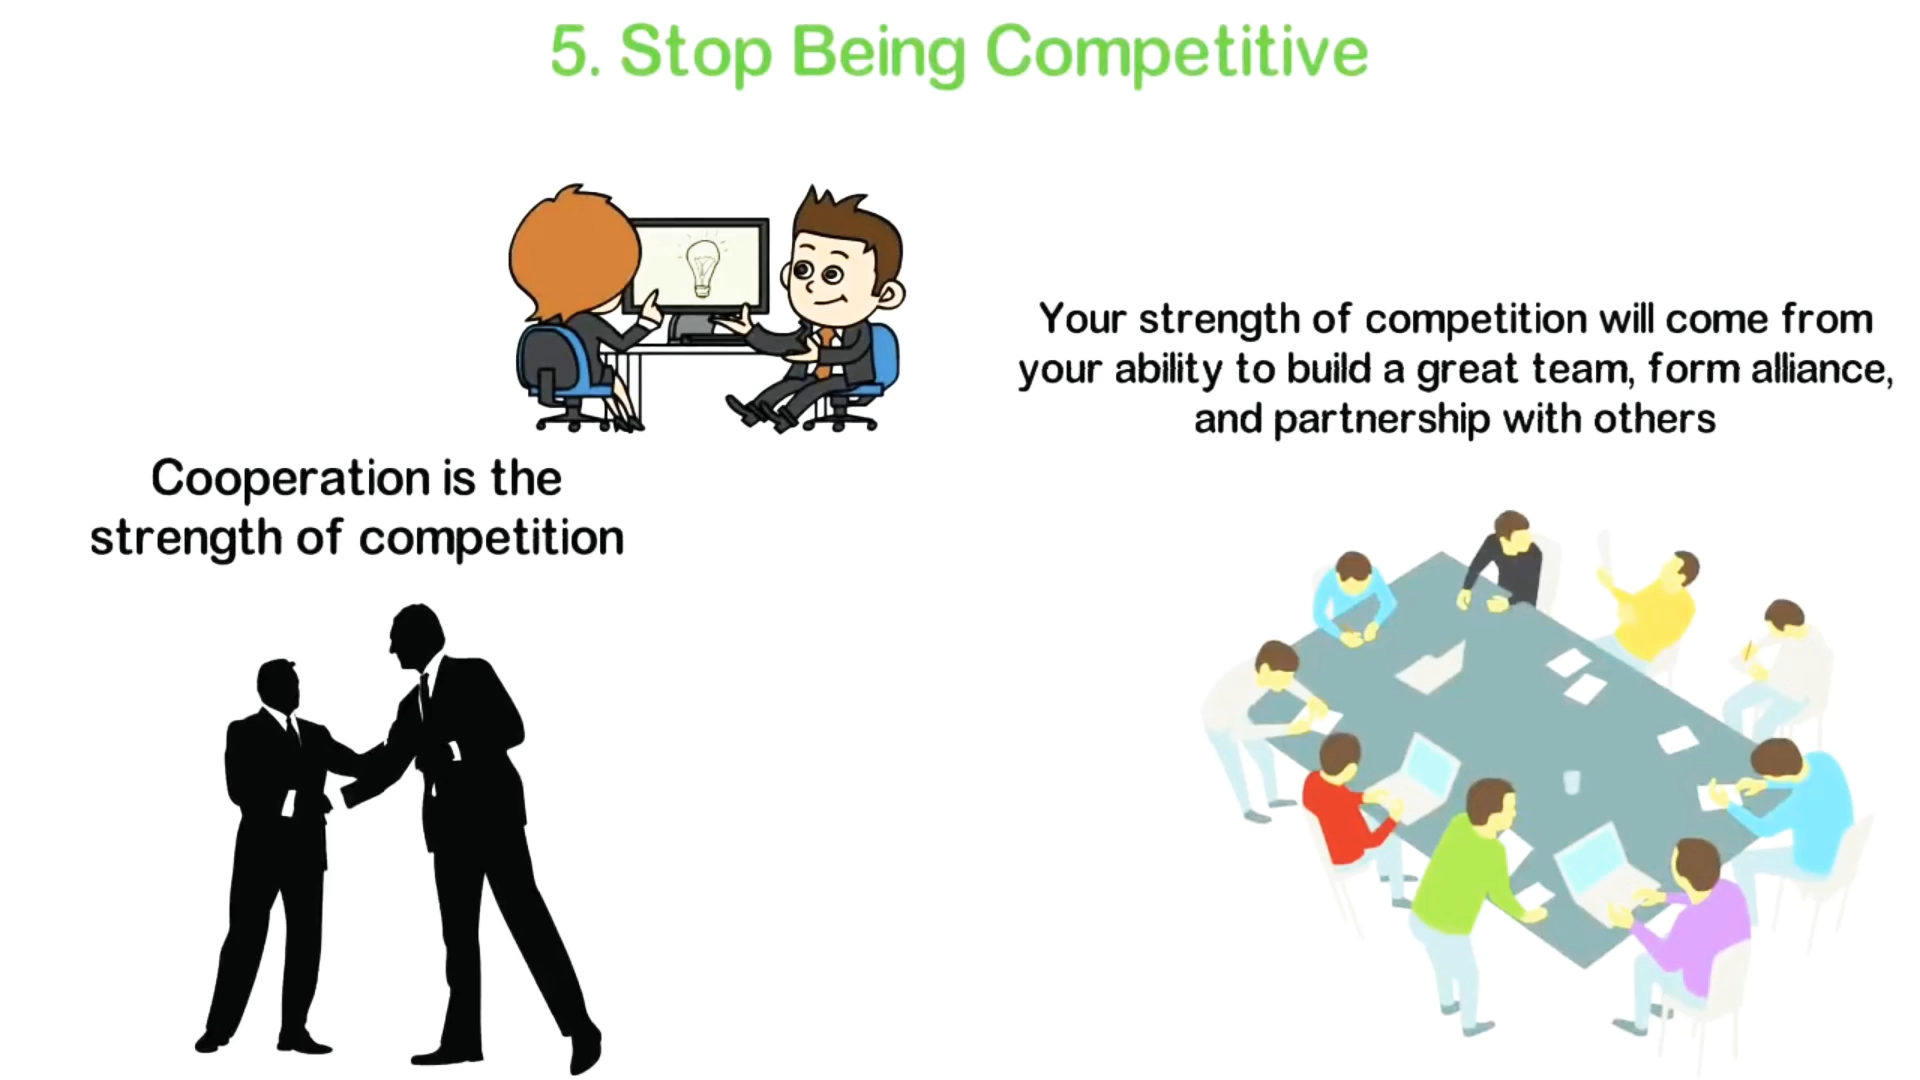 5. Stop Being Competitive
Your strength of competition will come from
your ability to build a great team, form alliance,
and partnership with others
Cooperation is the
strength of competition